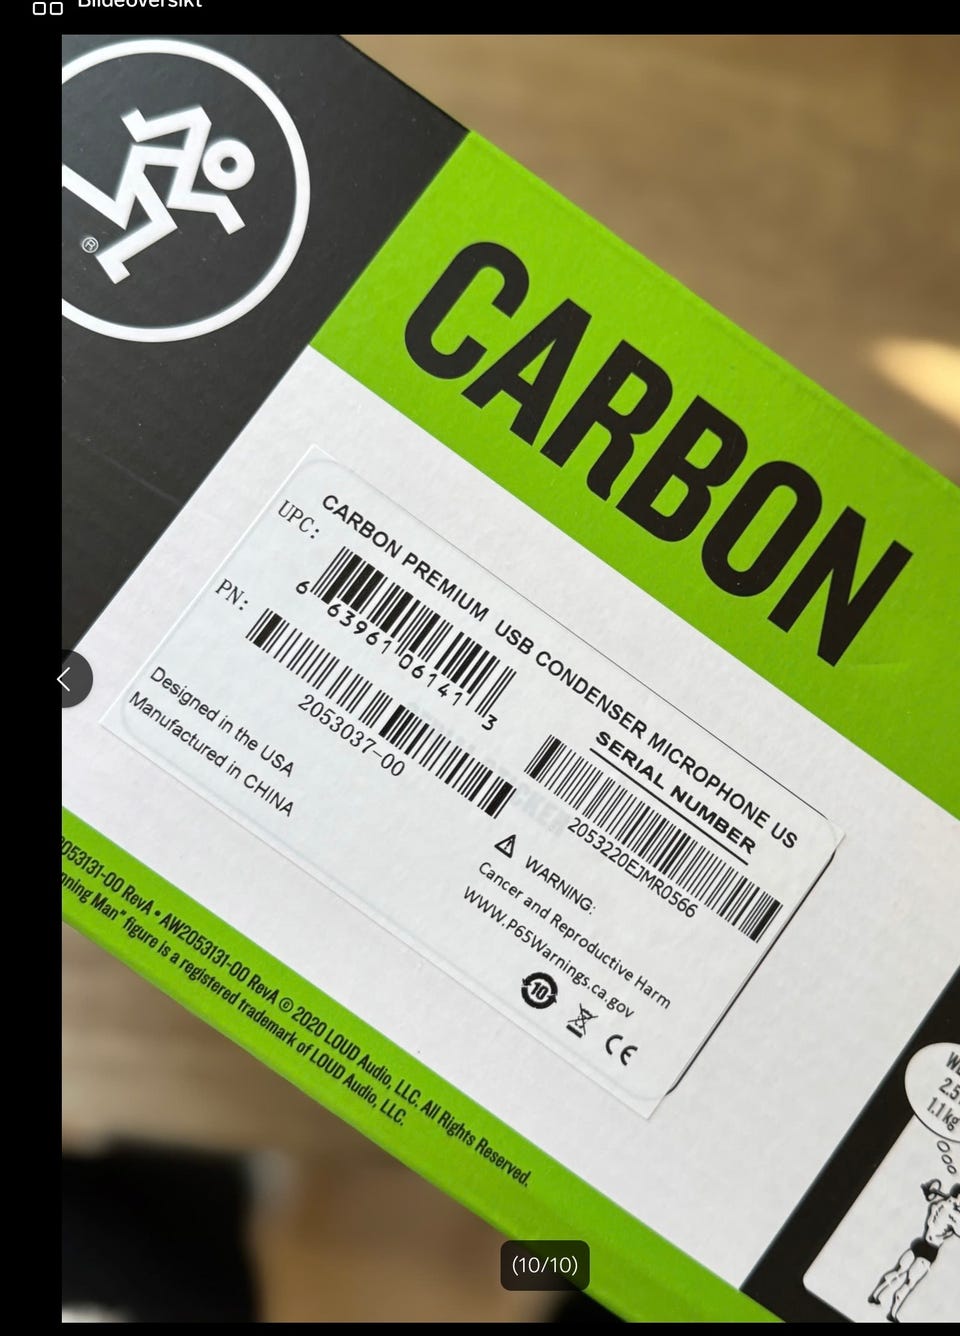 Bildeoversikt
®
CARBON
CARBON PREMIUM USB CONDENSER MICROPHONE US
UPC:
6 63961 06141 3
PN:
2053037-00
SERIAL NUMBER
2053220EJMR0566
Designed in the USA
Manufactured in CHINA
WARNING:
Cancer and Reproductive Harm
WWW.P65Warnings.ca.gov
10
CE
2053131-00 RevA • AW2053131-00 RevA © 2020 LOUD Audio, LLC. All Rights Reserved.
Man" figure is a registered trademark of LOUD Audio, LLC.
1.1 kg
(10/10)